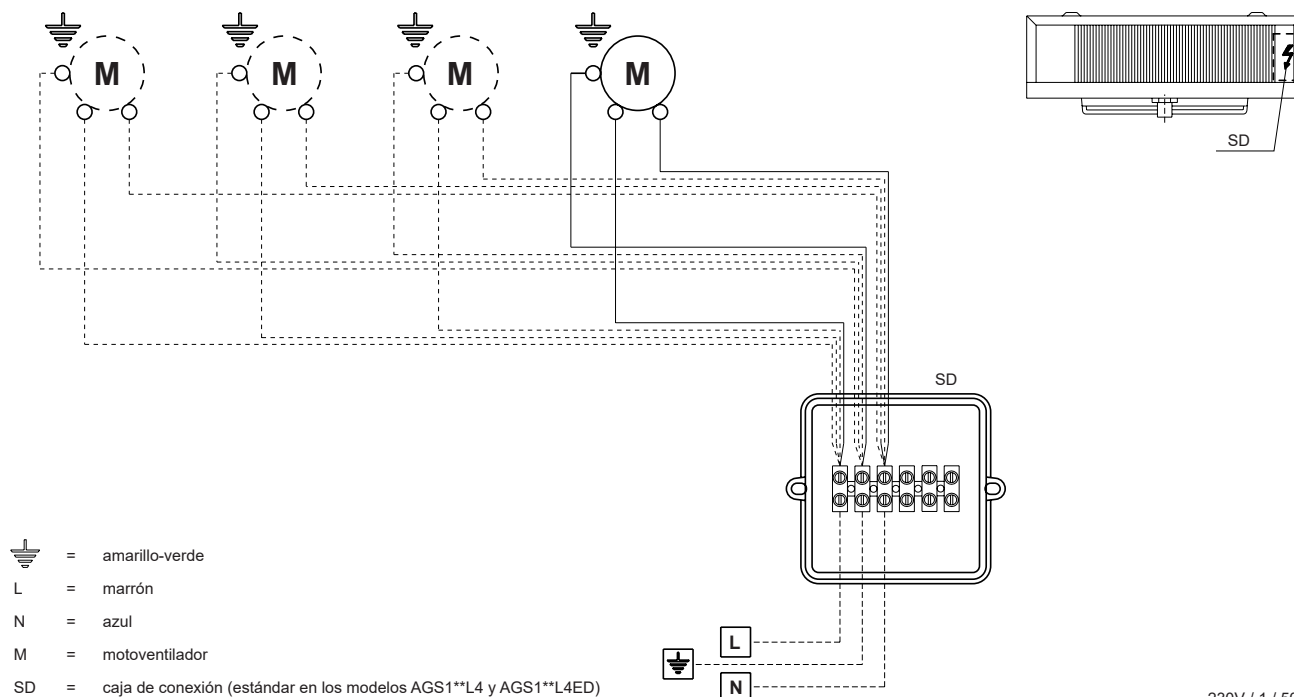 M M M M
SD
SD
= amarillo-verde
L = marrón
N = azul
M = motoventilador
SD = caja de conexión (estándar en los modelos AGS1**L4 y AGS1**L4ED)
L
N